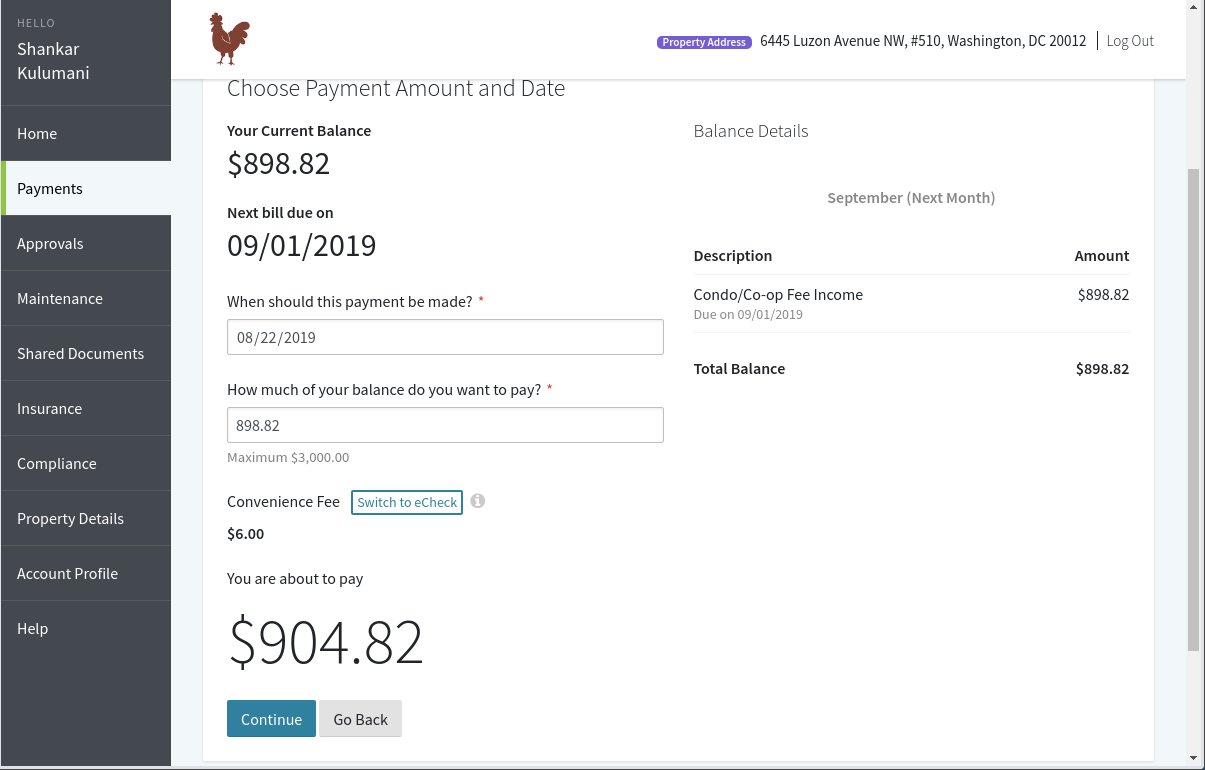 HELLO
Shankar
Kulumani
Home
Payments
Approvals
Maintenance
Shared Documents
Insurance
Compliance
Property Details
Account Profile
Help
Property Address 6445 Luzon Avenue NW, #510, Washington, DC 20012 Log Out
Choose Payment Amount and Date
Your Current Balance
$898.82
Next bill due on
09/01/2019
When should this payment be made? *
08/22/2019
How much of your balance do you want to pay? *
898.82
Maximum $3,000.00
Convenience Fee Switch to eCheck
$6.00
You are about to pay
$904.82
Continue Go Back
Balance Details
September (Next Month)
Description Amount
Condo/Co-op Fee Income $898.82
Due on 09/01/2019
Total Balance $898.82